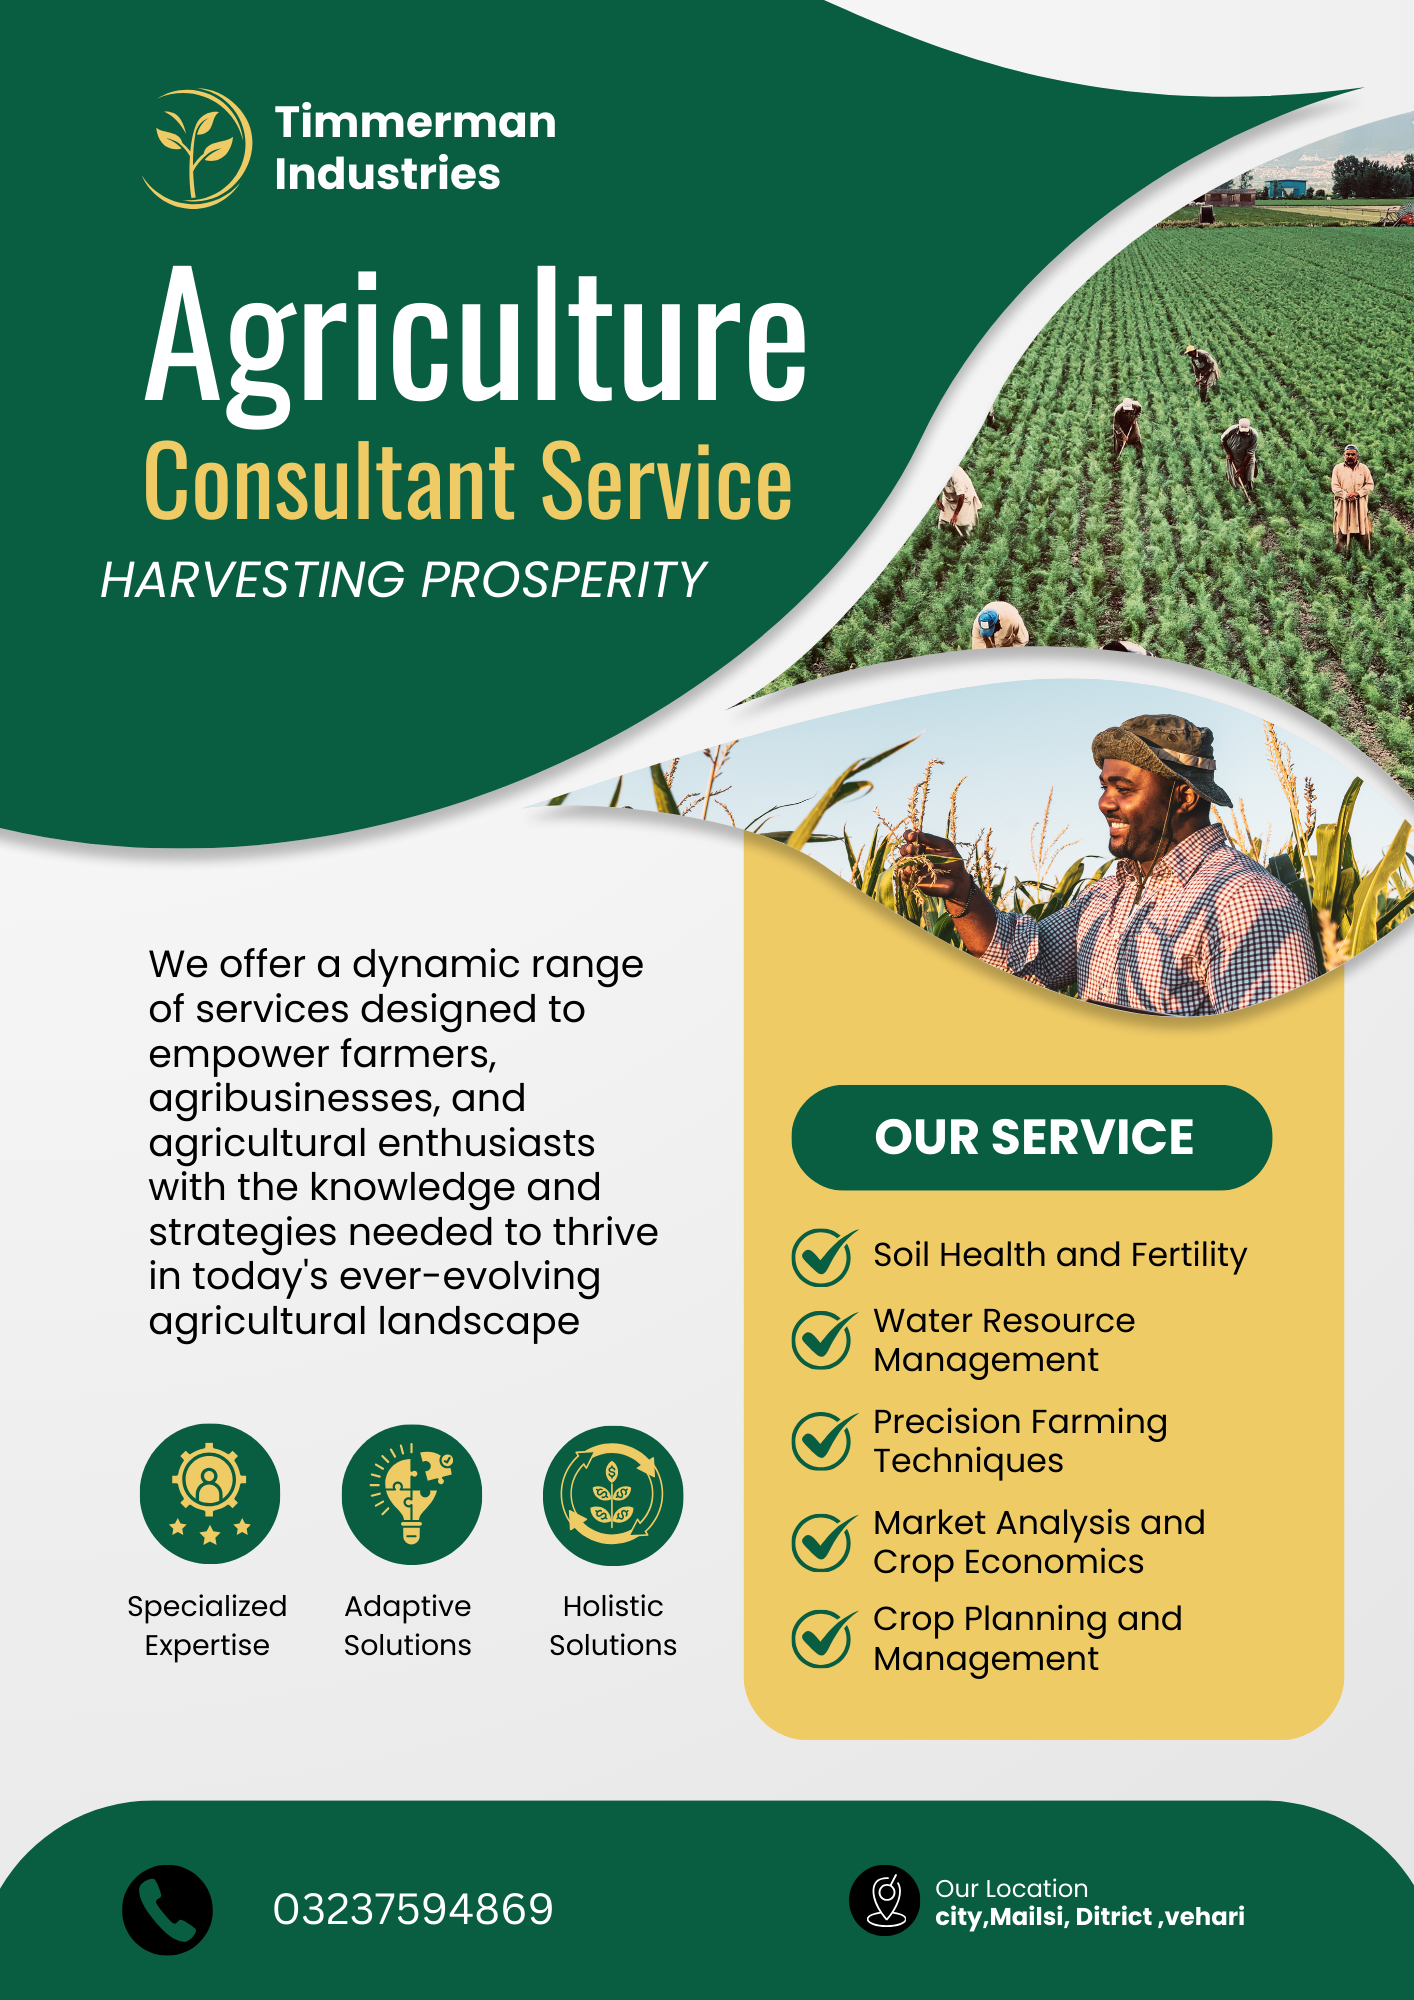 Timmerman
Industries
Agriculture
Consultant Service
HARVESTING PROSPERITY
We offer a dynamic range
of services designed to
empower farmers,
agribusinesses, and
agricultural enthusiasts
with the knowledge and
strategies needed to thrive
in today's ever-evolving
agricultural landscape
Specialized
Expertise
Adaptive
Solutions
Holistic
Solutions
OUR SERVICE
Soil Health and Fertility
Water Resource
Management
Precision Farming
Techniques
Market Analysis and
Crop Economics
Crop Planning and
Management
03237594869
Our Location
city,Mailsi, Ditrict ,vehari